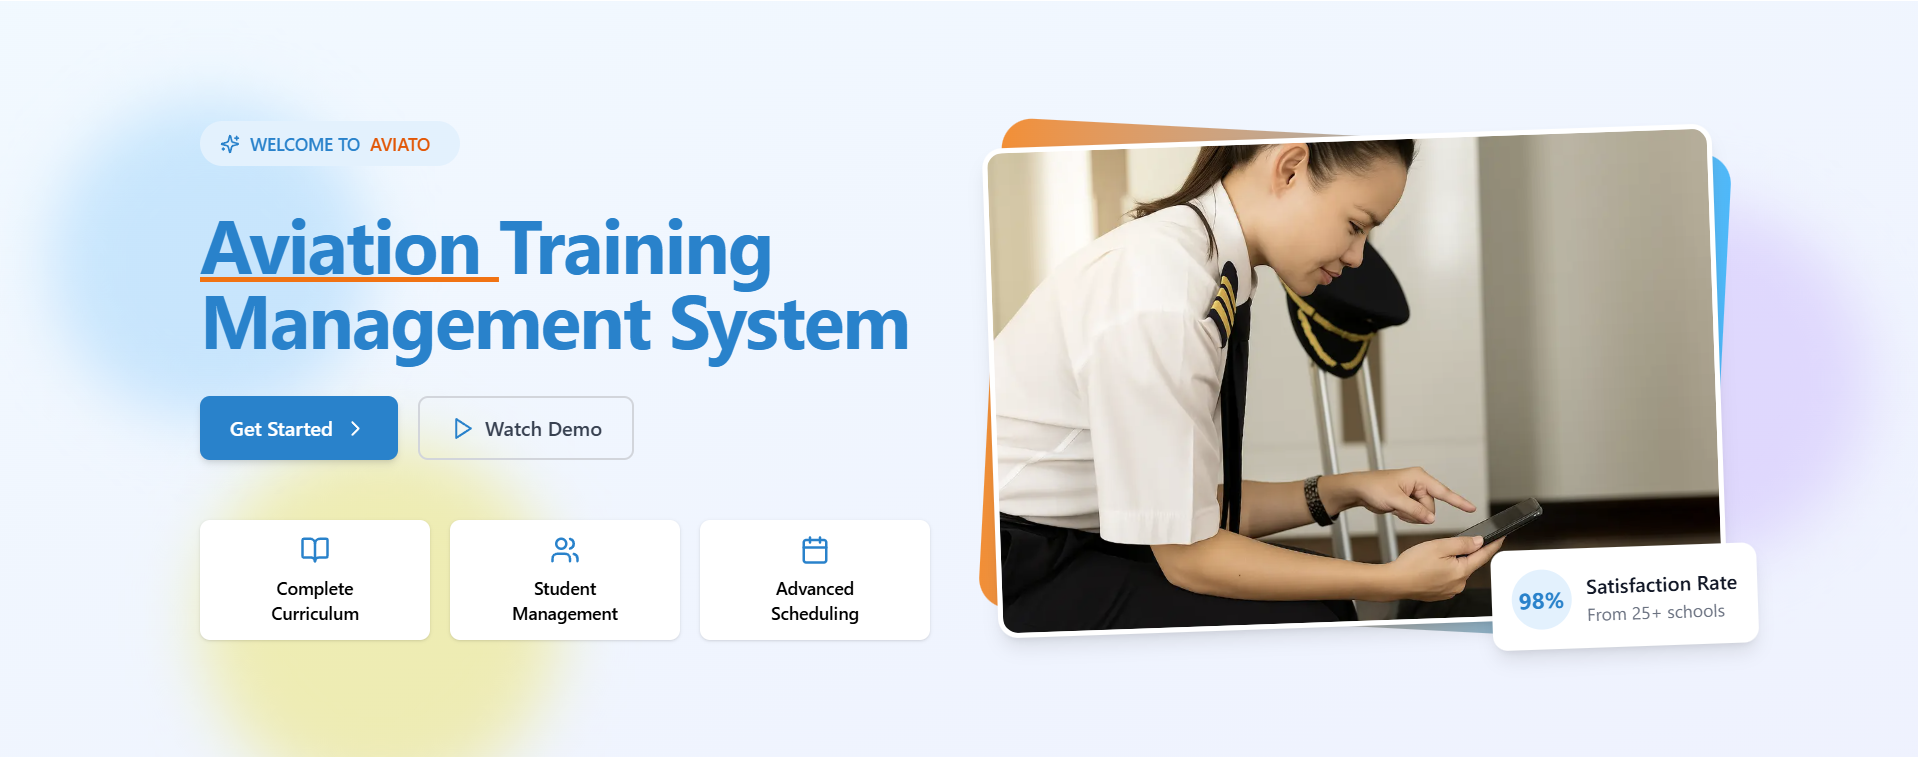 WELCOME TO AVIATO
Aviation Training
Management System
Get Started
Watch Demo
Complete
Curriculum
Student
Management
Advanced
Scheduling
98%
Satisfaction Rate
From 25+ schools